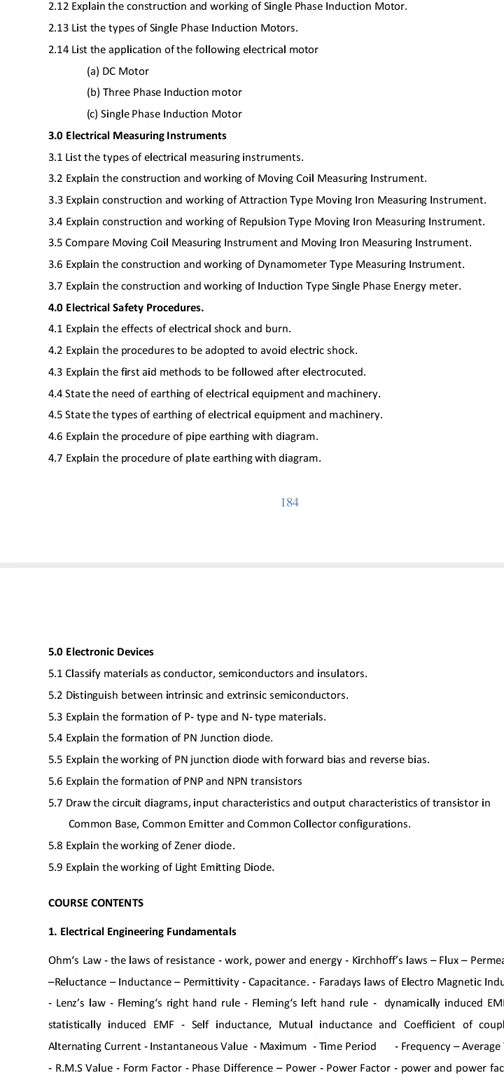 2.12 Explain the construction and working of Single Phase Induction Motor.
2.13 List the types of Single Phase Induction Motors.
2.14 List the application of the following electrical motor
(a) DC Motor
(b) Three Phase Induction motor
(c) Single Phase Induction Motor
3.0 Electrical Measuring Instruments
3.1 List the types of electrical measuring instruments.
3.2 Explain the construction and working of Moving Coil Measuring Instrument.
3.3 Explain construction and working of Attraction Type Moving Iron Measuring Instrument.
3.4 Explain construction and working of Repulsion Type Moving Iron Measuring Instrument.
3.5 Compare Moving Coil Measuring Instrument and Moving Iron Measuring Instrument.
3.6 Explain the construction and working of Dynamometer Type Measuring Instrument.
3.7 Explain the construction and working of Induction Type Single Phase Energy meter.
4.0 Electrical Safety Procedures.
4.1 Explain the effects of electrical shock and burn.
4.2 Explain the procedures to be adopted to avoid electric shock.
4.3 Explain the first aid methods to be followed after electrocuted.
4.4 State the need of earthing of electrical equipment and machinery.
4.5 State the types of earthing of electrical equipment and machinery.
4.6 Explain the procedure of pipe earthing with diagram.
4.7 Explain the procedure of plate earthing with diagram.
184
5.0 Electronic Devices
5.1 Classify materials as conductor, semiconductors and insulators.
5.2 Distinguish between intrinsic and extrinsic semiconductors.
5.3 Explain the formation of P- type and N- type materials.
5.4 Explain the formation of PN Junction diode.
5.5 Explain the working of PN junction diode with forward bias and reverse bias.
5.6 Explain the formation of PNP and NPN transistors
5.7 Draw the circuit diagrams, input characteristics and output characteristics of transistor in
Common Base, Common Emitter and Common Collector configurations.
5.8 Explain the working of Zener diode.
5.9 Explain the working of Light Emitting Diode.
COURSE CONTENTS
1. Electrical Engineering Fundamentals
Ohm's Law - the laws of resistance - work, power and energy - Kirchhoff's laws – Flux –
–Reluctance – Inductance – Permittivity - Capacitance. - Faradays laws of Electro Magnetic
- Lenz's law - Fleming's right hand rule - Fleming's left hand rule - dynamically induced
statistically induced EMF - Self inductance, Mutual inductance and Coefficient of
Alternating Current - Instantaneous Value - Maximum - Time Period - Frequency – Average
- R.M.S Value - Form Factor - Phase Difference – Power - Power Factor - power and power